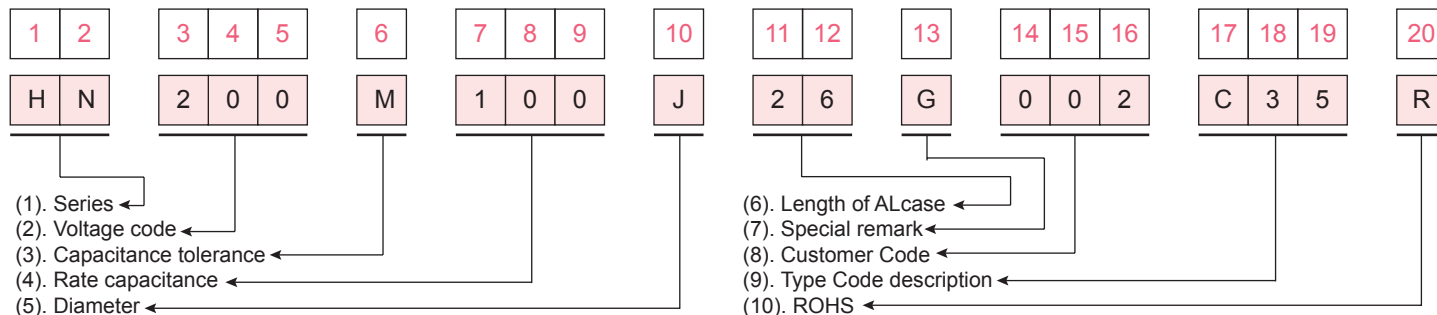 1 2 3 4 5 6 7 8 9 10 11 12 13 14 15 16 17 18 19 20
H N 2 0 0 M 1 0 0 J 2 6 G 0 0 2 C 3 5 R
(1). Series
(2). Voltage code
(3). Capacitance tolerance
(4). Rate capacitance
(5). Diameter
(6). Length of ALcase
(7). Special remark
(8). Customer Code
(9). Type Code description
(10). ROHS